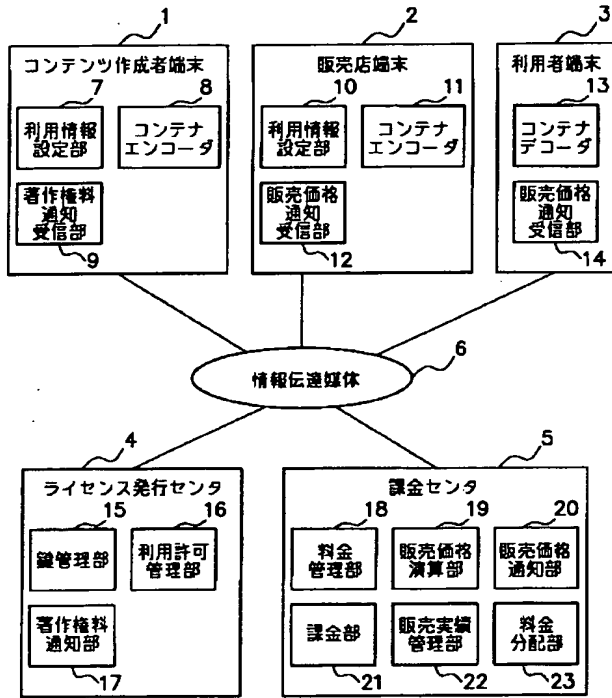 1
コンテンツ作成者端末
7
8
利用情報
設定部
コンテナ
エンコーダ
著作権料
通知
受信部
9
2
販売店端末
10
11
利用情報
設定部
コンテナ
エンコーダ
販売価格
通知
受信部
12
3
利用者端末
13
コンテナ
デコーダ
販売価格
通知
受信部
14
情報伝達媒体
6
4
ライセンス発行センタ
15
16
鍵管理部
利用許可
管理部
著作権料
通知部
17
5
課金センタ
18
19
20
料金
管理部
販売価格
演算部
販売価格
通知部
課金部
販売実績
管理部
料金
分配部
21
22
23